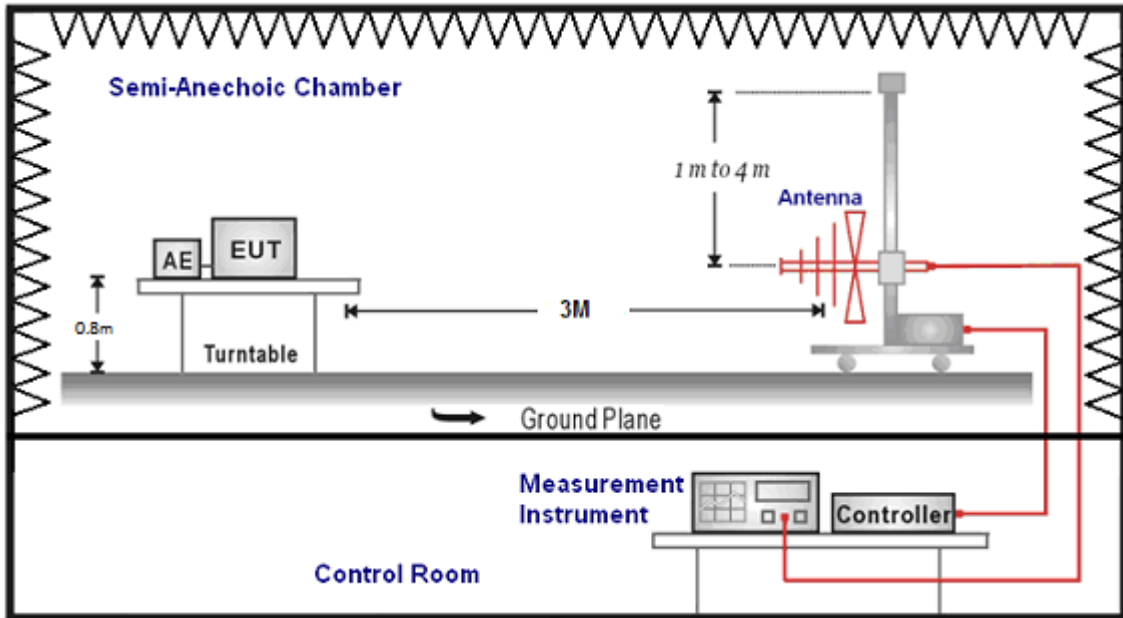 Semi-Anechoic Chamber
1 m to 4 m
Antenna
AE
EUT
3M
0.8m
Turntable
Ground Plane
Measurement
Instrument
Controller
Control Room